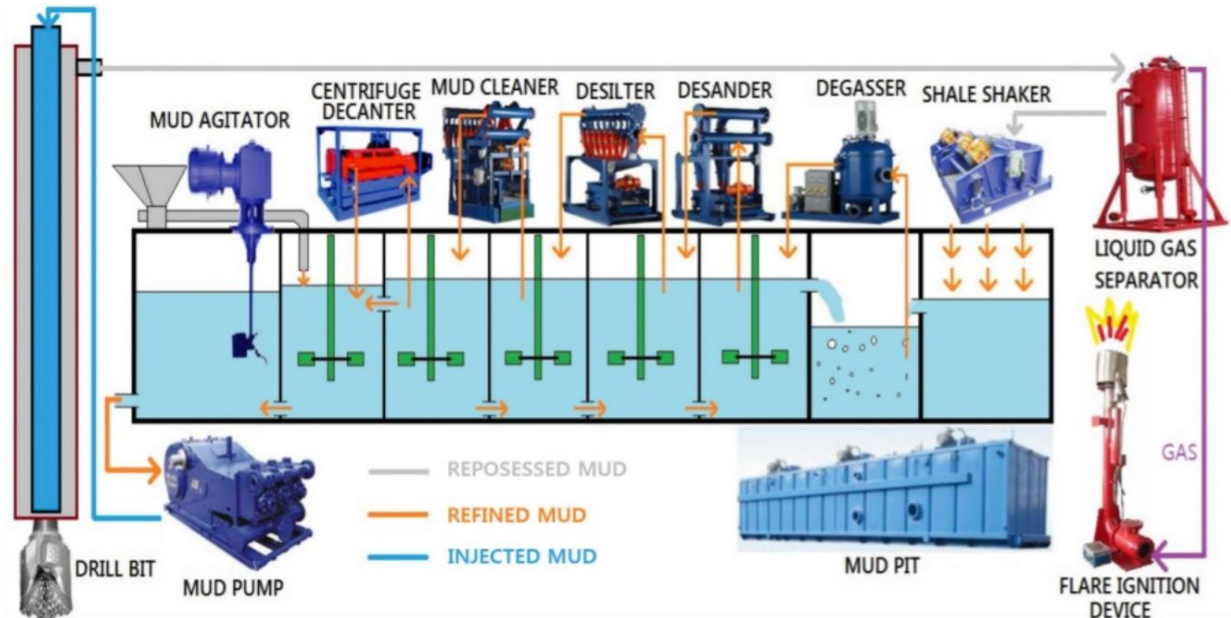 CENTRIFUGE
DECANTER
MUD CLEANER
DESILTER
DESANDER
DEGASSER
SHALE SHAKER
MUD AGITATOR
LIQUID GAS
SEPARATOR
GAS
REPOSESSED MUD
REFINED MUD
INJECTED MUD
DRILL BIT
MUD PUMP
MUD PIT
FLARE IGNITION
DEVICE